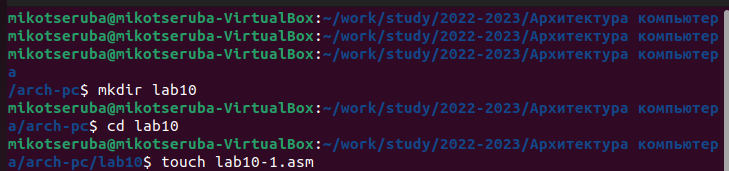 mikotseruba@mikotseruba-VirtualBox:~/work/study/2022-2023/Архитектура компьютер
mikotseruba@mikotseruba-VirtualBox:~/work/study/2022-2023/Архитектура компьютер
mikotseruba@mikotseruba-VirtualBox:~/work/study/2022-2023/Архитектура компьютер
а
/arch-pc$ mkdir lab10
mikotseruba@mikotseruba-VirtualBox:~/work/study/2022-2023/Архитектура компьютер
а/arch-pc$ cd lab10
mikotseruba@mikotseruba-VirtualBox:~/work/study/2022-2023/Архитектура компьютер
а/arch-pc/lab10$ touch lab10-1.asm